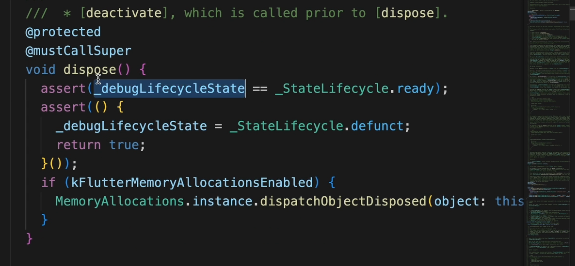 ///  * [deactivate], which is called prior to [dispose].
@protected
@mustCallSuper
void dispose() {
  assert(_debugLifecycleState == _StateLifecycle.ready);
  assert(() {
    _debugLifecycleState = _StateLifecycle.defunct;
    return true;
  }());
  if (kFlutterMemoryAllocationsEnabled) {
    MemoryAllocations.instance.dispatchObjectDisposed(object: this
  }
}